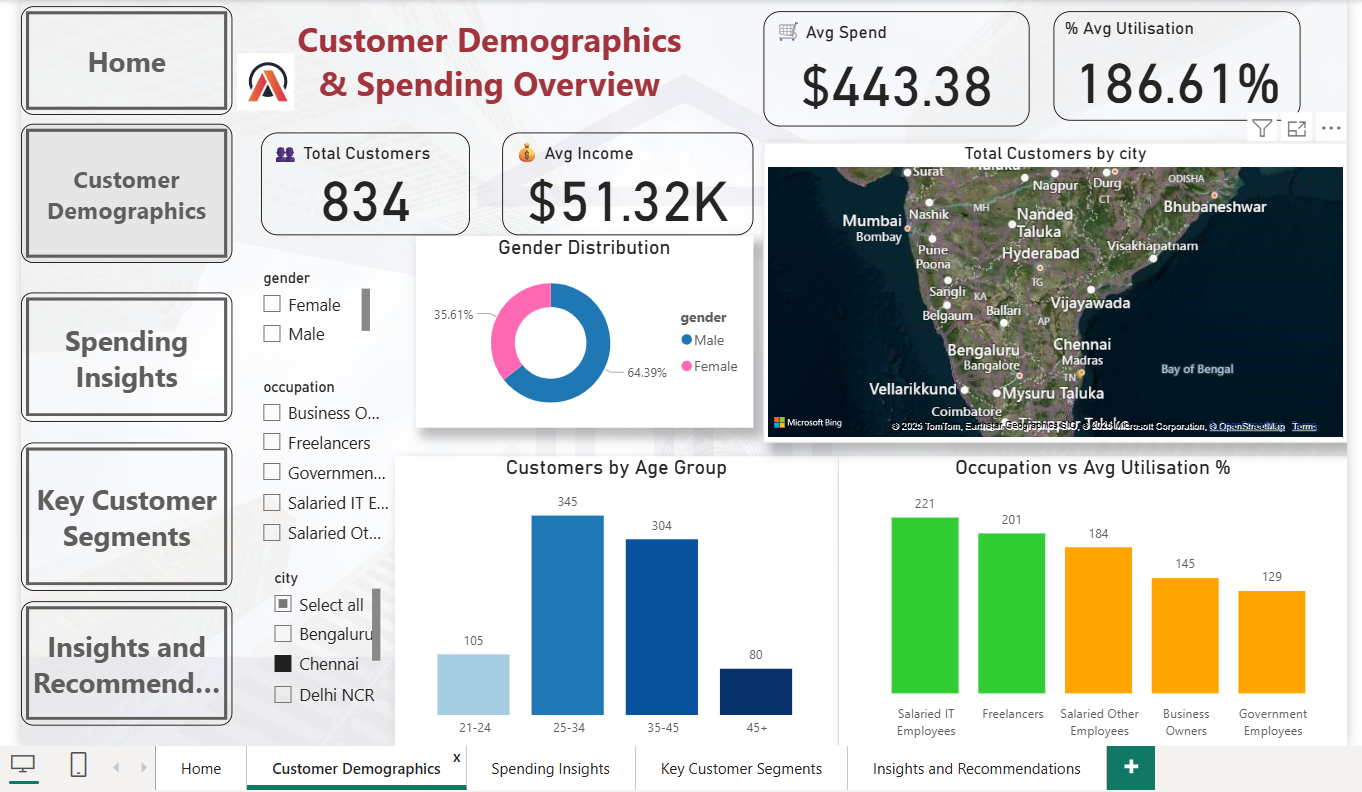 Home
Customer
Demographics
Spending
Insights
Key Customer
Segments
Insights and
Recommend...
Customer Demographics
& Spending Overview
Avg Spend
$443.38
% Avg Utilisation
186.61%
Total Customers
834
Avg Income
$51.32K
gender
Female
Male
occupation
Business O...
Freelancers
Governmen...
Salaried IT E...
Salaried Ot...
city
Select all
Bengaluru
Chennai
Delhi NCR
Gender Distribution
35.61%
64.39%
gender
Male
Female
Total Customers by city
Surat
Nagpur
Durg
ODISHA
CT
Bhubaneshwar
Mumbai
Bombay
Nashik
MH
Nanded
Taluka
Pune
Poona
Hyderabad
Visakhapatnam
TG
Sangli
KA
Vijayawada
Belgaum
Ballari
AP
Bengaluru
Bangalore
Chennai
Madras
TN
Bay of Bengal
Vellarikkund
Mysuru Taluka
Coimbatore
Microsoft Bing
© 2025 TomTom, Earthstar Geographics SIO, © 2025 Microsoft Corporation, © OpenStreetMap Terms
Customers by Age Group
345
304
105
80
21-24
25-34
35-45
45+
Occupation vs Avg Utilisation %
221
201
184
145
129
Salaried IT
Employees
Freelancers
Salaried Other
Employees
Business
Owners
Government
Employees
Home
Customer Demographics
x
Spending Insights
Key Customer Segments
Insights and Recommendations
+